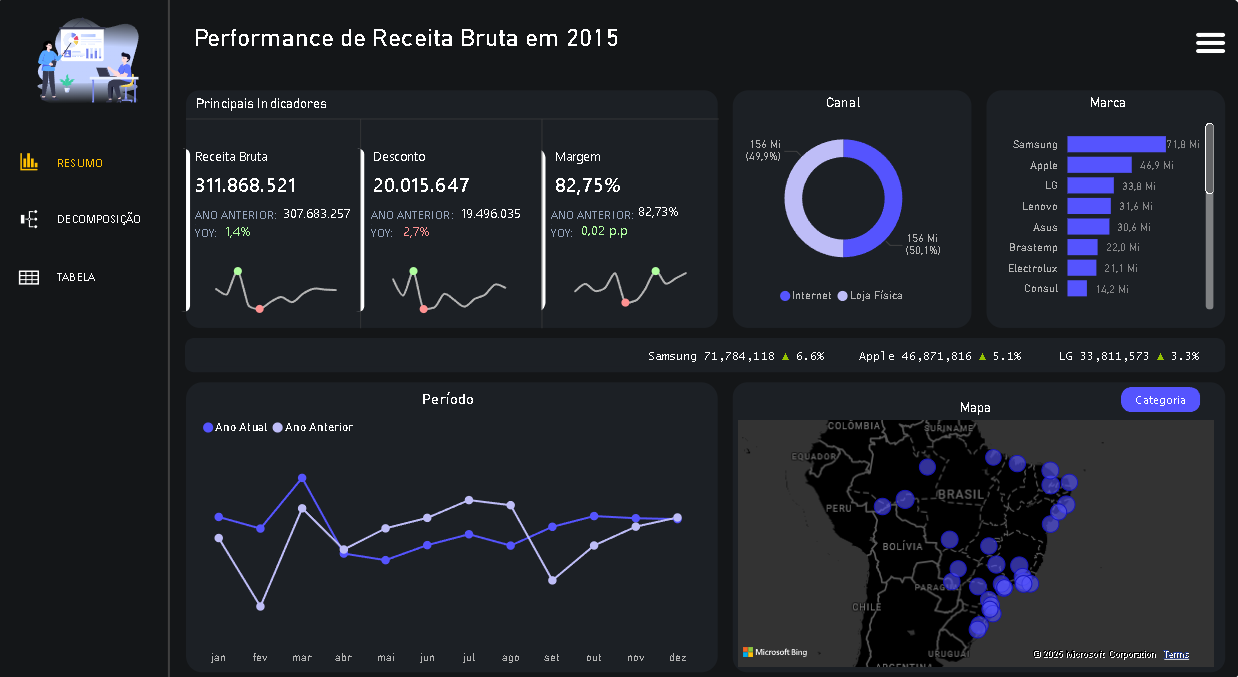 Performance de Receita Bruta em 2015
RESUMO
DECOMPOSIÇÃO
TABELA
Principais Indicadores
Receita Bruta
311.868.521
ANO ANTERIOR: 307.683.257
YOY: 1,4%
Desconto
20.015.647
ANO ANTERIOR: 19.496.035
YOY: 2,7%
Margem
82,75%
ANO ANTERIOR: 82,73%
YOY: 0,02 p.p
Canal
156 Mi
(49,9%)
156 Mi
(50,1%)
Internet Loja Física
Marca
Samsung 71,8 Mi
Apple 46,9 Mi
LG 33,8 Mi
Lenovo 31,6 Mi
Asus 30,6 Mi
Brastemp 22,0 Mi
Electrolux 21,1 Mi
Consul 14,2 Mi
Samsung 71,784,118 ▲ 6.6% Apple 46,871,816 ▲ 5.1% LG 33,811,573 ▲ 3.3%
Período
Ano Atual Ano Anterior
jan fev mar abr mai jun jul ago set out nov dez
Mapa
Categoria
COLÔMBIA
SURINAME
EQUADOR
BRASIL
PERU
BOLÍVIA
PARAGUAI
CHILE
URUGUAI
ARGENTINA
Microsoft Bing
© 2025 Microsoft Corporation Terms